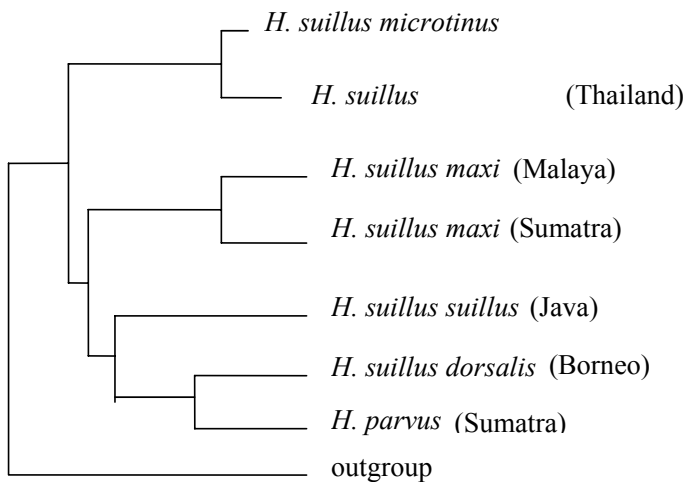 H. suillus microtinus
H. suillus (Thailand)
H. suillus maxi (Malaya)
H. suillus maxi (Sumatra)
H. suillus suillus (Java)
H. suillus dorsalis (Borneo)
H. parvus (Sumatra)
outgroup